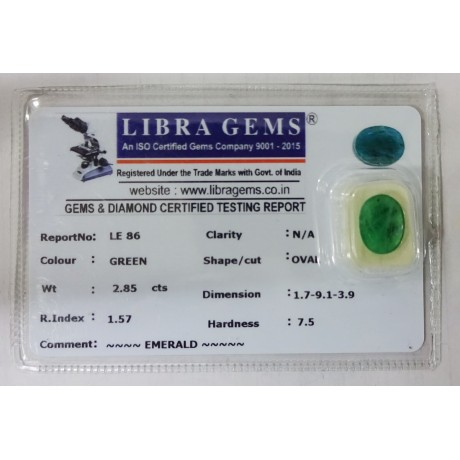 LIBRA GEMS ®
An ISO Certified Gems Company 9001 - 2015
Registered Under the Trade Marks with Govt. of India
website : www.libragems.co.in
GEMS & DIAMOND CERTIFIED TESTING REPORT
ReportNo: LE 86 Clarity : N/A
Colour : GREEN Shape/cut : OVAL
Wt : 2.85 cts Dimension : 1.7-9.1-3.9
R.Index : 1.57 Hardness : 7.5
Comment: ~~~~ EMERALD ~~~~~